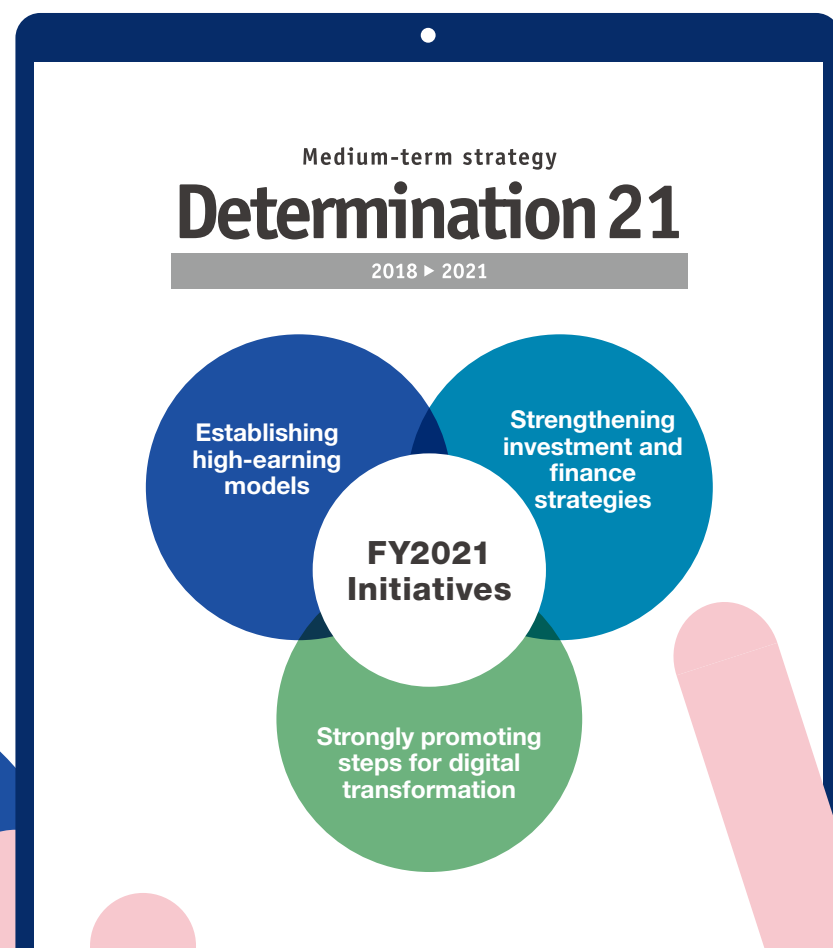 Medium-term strategy
Determination 21
2018 ▶ 2021
Establishing
high-earning
models
Strengthening
investment and
finance
strategies
FY2021
Initiatives
Strongly promoting
steps for digital
transformation